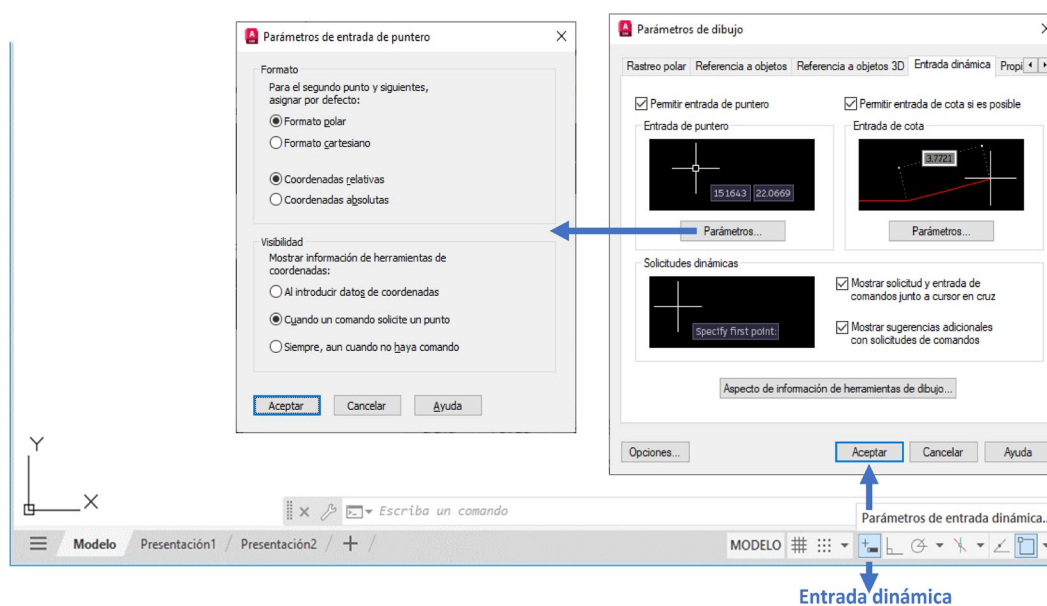 Parámetros de entrada de puntero
Formato
Para el segundo punto y siguientes,
asignar por defecto:
Formato polar
Formato cartesiano
Coordenadas relativas
Coordenadas absolutas
Visibilidad
Mostrar información de herramientas de
coordenadas:
Al introducir datos de coordenadas
Cuando un comando solicite un punto
Siempre, aun cuando no haya comando
Aceptar Cancelar Ayuda
Parámetros de dibujo
Rastreo polar Referencia a objetos Referencia a objetos 3D Entrada dinámica Propi
Permitir entrada de puntero Permitir entrada de cota si es posible
Entrada de puntero Entrada de cota
15.1643 22.0669 3.7721
Parámetros... Parámetros...
Solicitudes dinámicas
Specify first point:
Mostrar solicitud y entrada de
comandos junto a cursor en cruz
Mostrar sugerencias adicionales
con solicitudes de comandos
Aspecto de información de herramientas de dibujo...
Opciones... Aceptar Cancelar Ayuda
Y
X
Escriba un comando
Parámetros de entrada dinámica...
Modelo Presentación1 / Presentación2 / + /
MODELO
Entrada dinámica